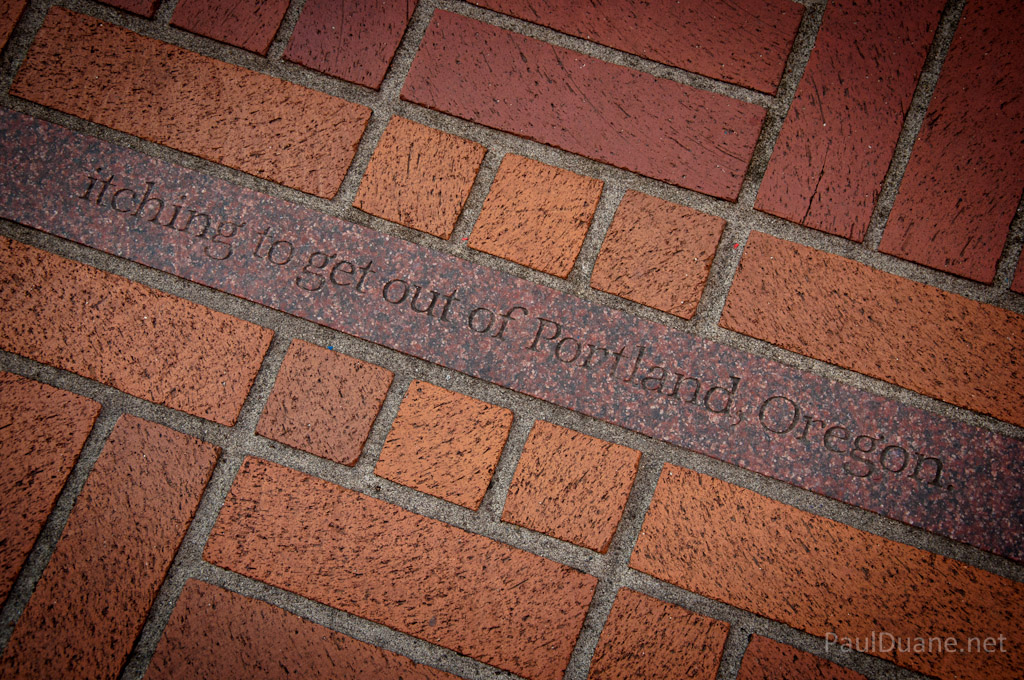 itching to get out of Portland, Oregon.
PaulDuane.net